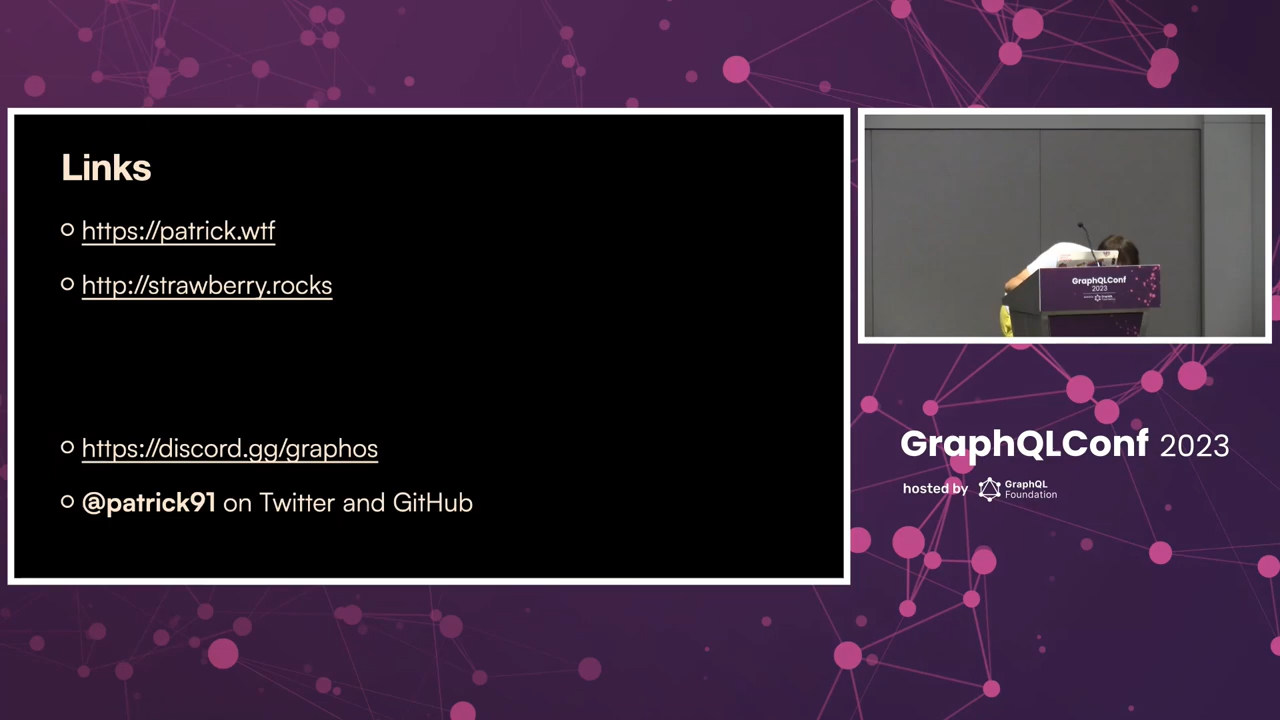 Links
https://patrick.wtf
http://strawberry.rocks
https://discord.gg/graphos
@patrick91 on Twitter and GitHub
GraphQLConf
2023
GraphQLConf 2023
hosted by GraphQL Foundation